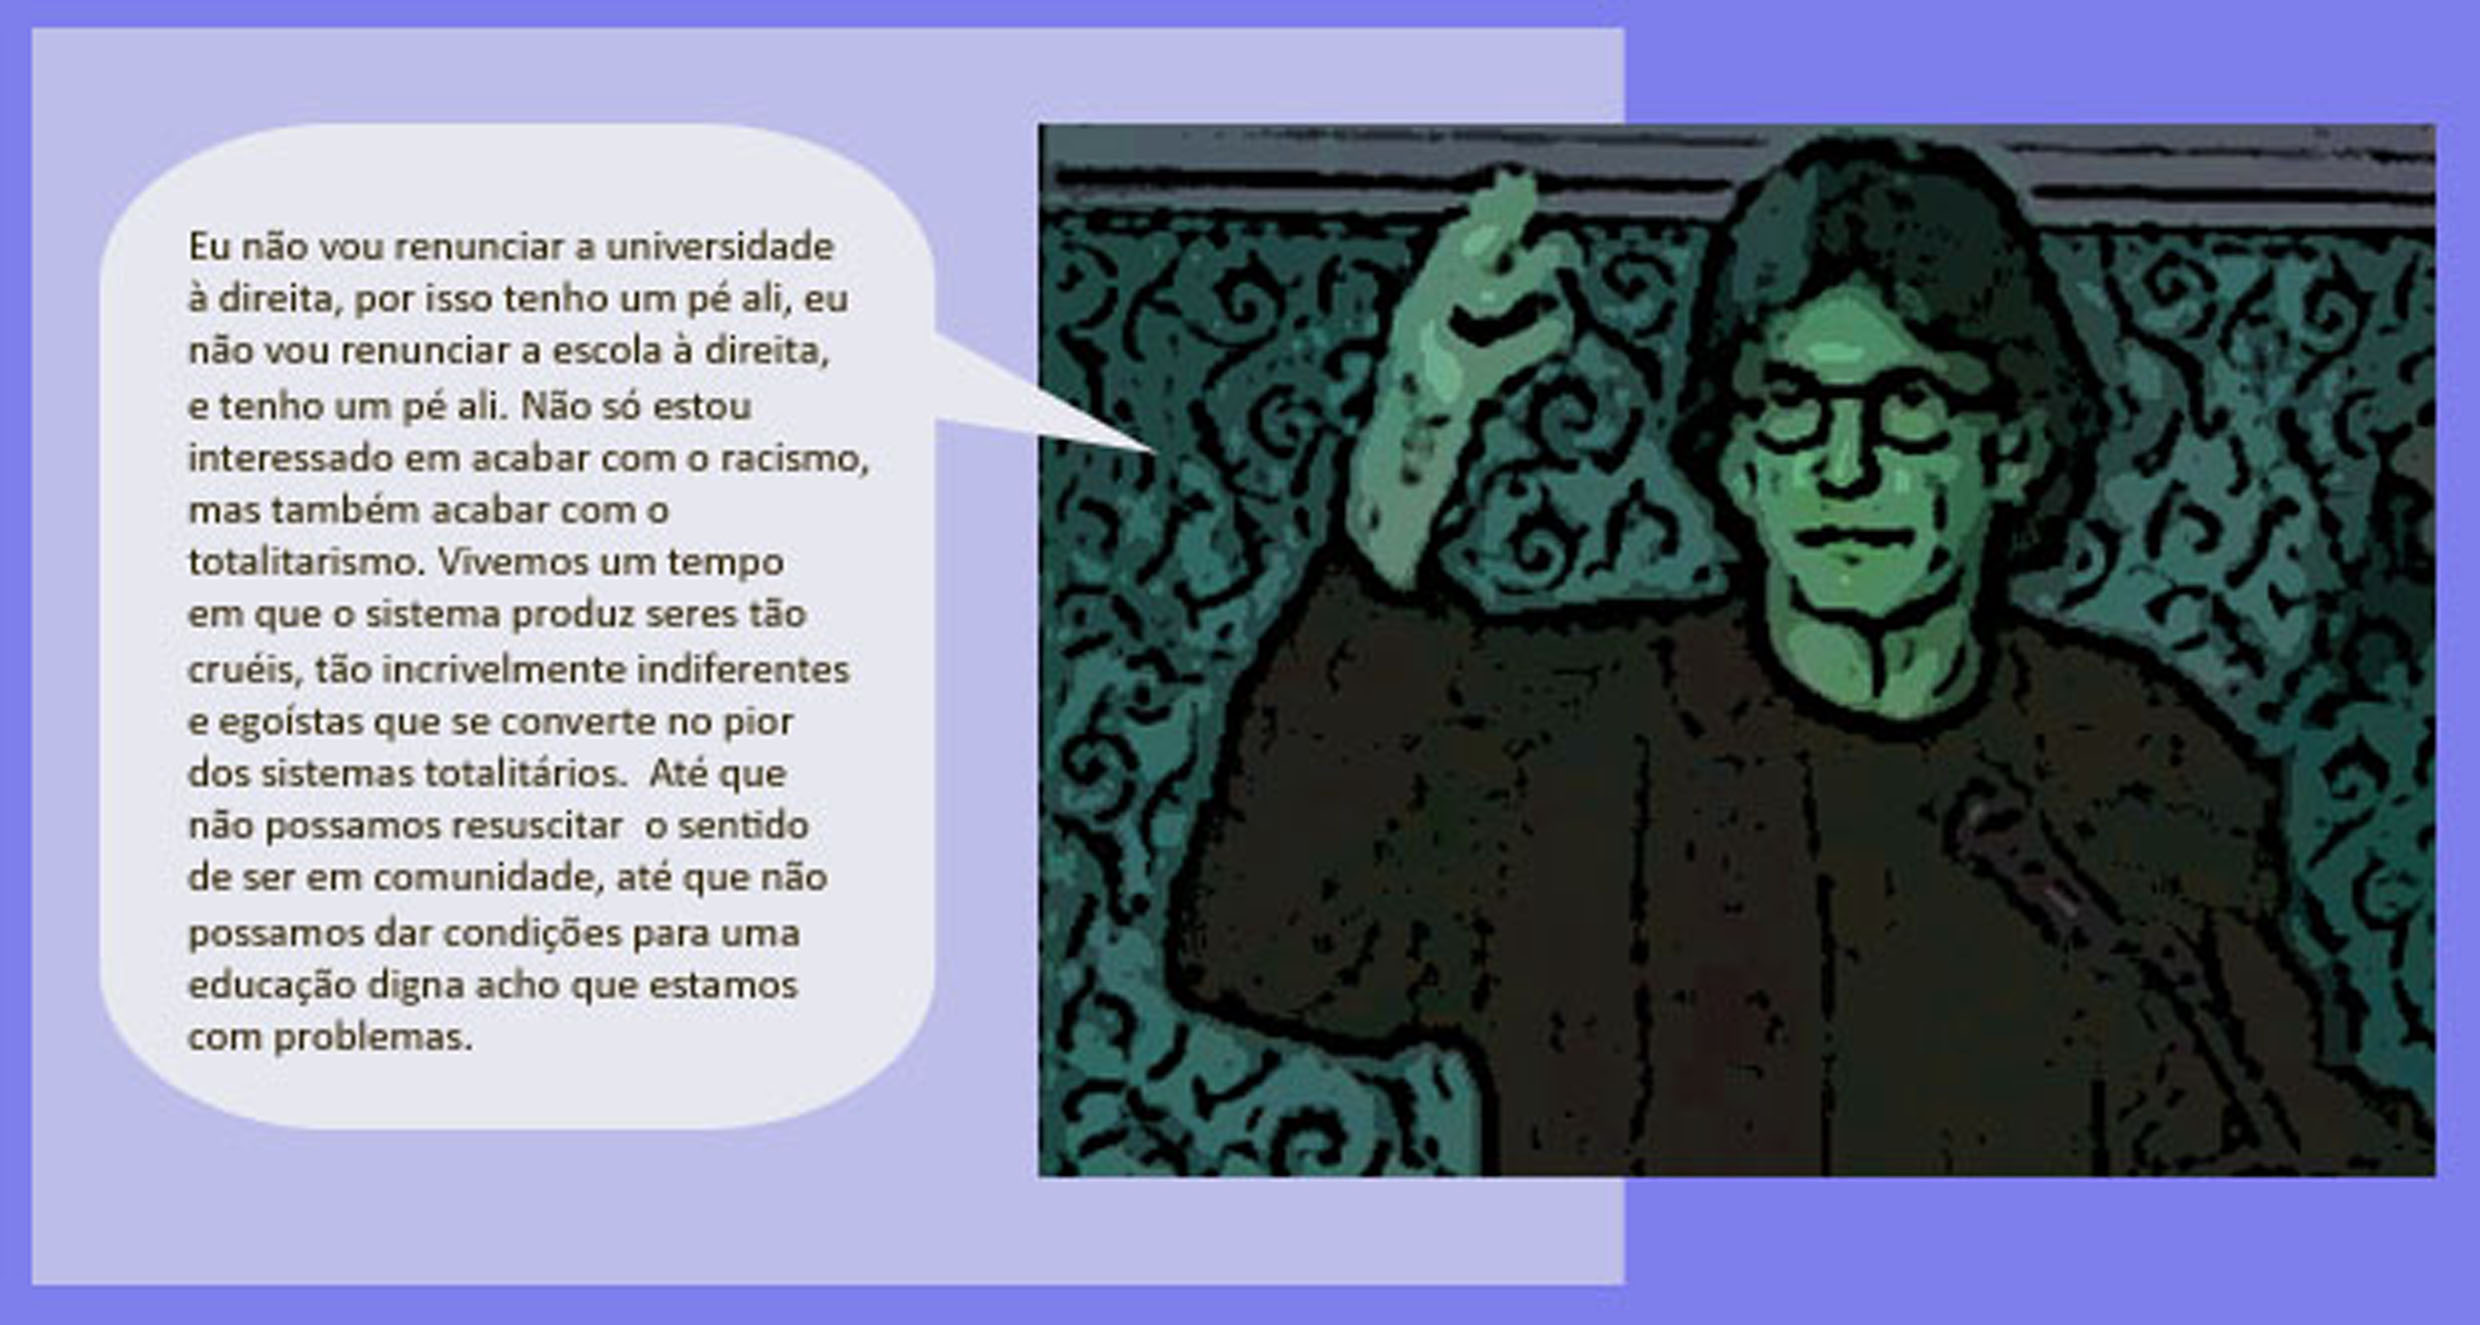 Eu não vou renunciar a universidade
à direita, por isso tenho um pé ali, eu
não vou renunciar a escola à direita,
e tenho um pé ali. Não só estou
interessado em acabar com o racismo,
mas também acabar com o
totalitarismo. Vivemos um tempo
em que o sistema produz seres tão
cruéis, tão incrivelmente indiferentes
e egoístas que se converte no pior
dos sistemas totalitários.  Até que
não possamos resuscitar  o sentido
de ser em comunidade, até que não
possamos dar condições para uma
educação digna acho que estamos
com problemas.